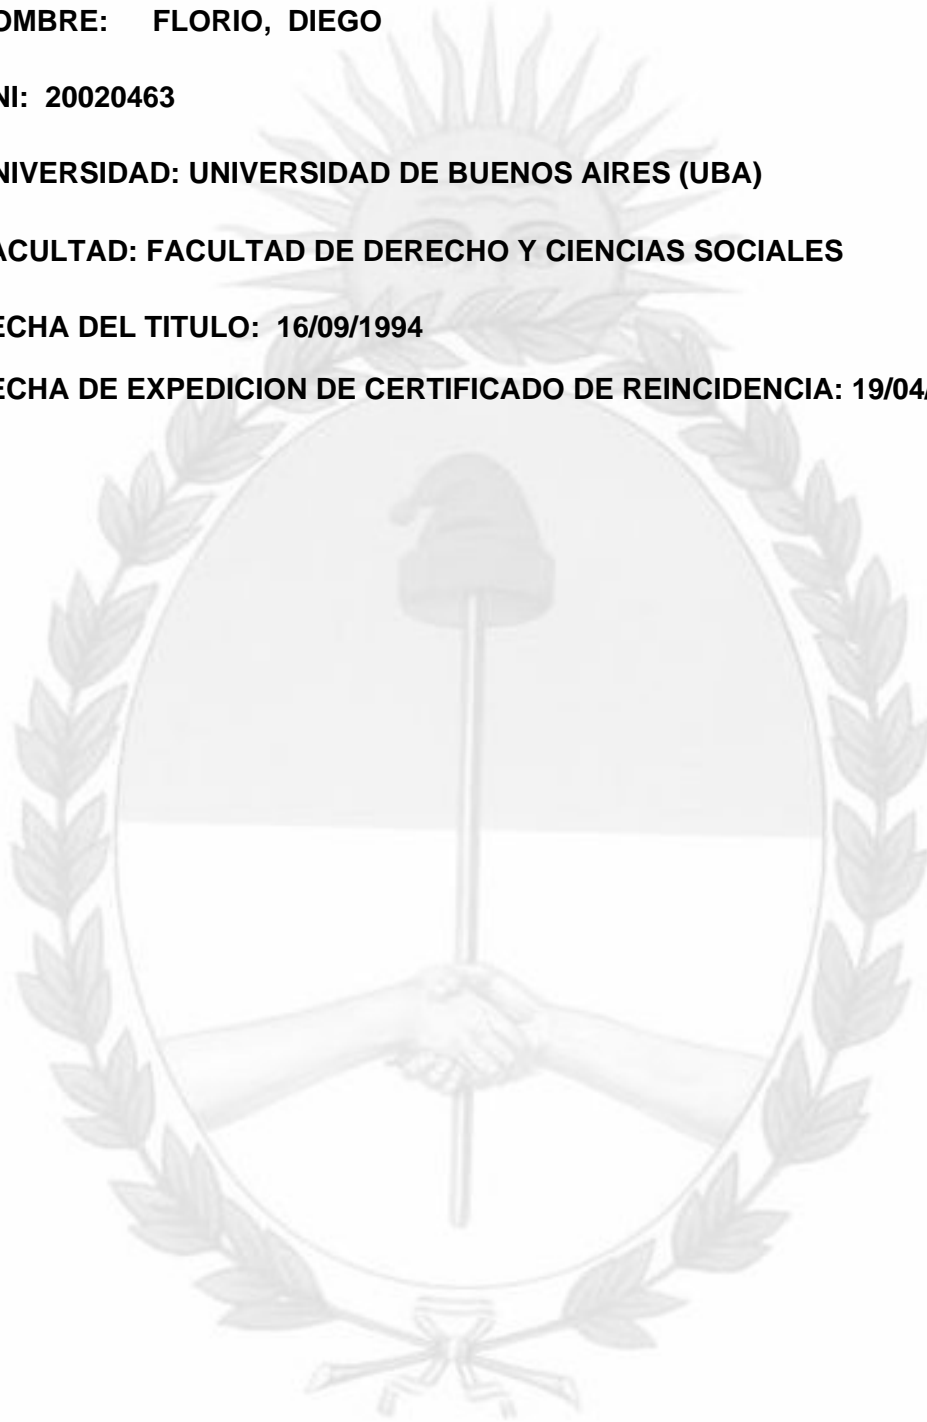 OMBRE: FLORIO, DIEGO
NI: 20020463
NIVERSIDAD: UNIVERSIDAD DE BUENOS AIRES (UBA)
ACULTAD: FACULTAD DE DERECHO Y CIENCIAS SOCIALES
ECHA DEL TITULO: 16/09/1994
ECHA DE EXPEDICION DE CERTIFICADO DE REINCIDENCIA: 19/04/